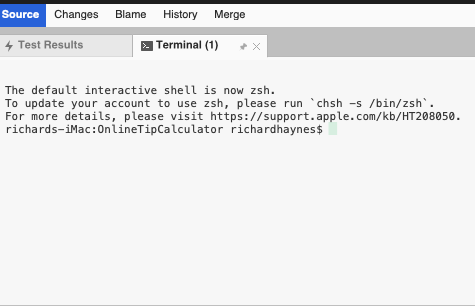 Source Changes Blame History Merge
Test Results Terminal (1)
The default interactive shell is now zsh.
To update your account to use zsh, please run `chsh -s /bin/zsh`.
For more details, please visit https://support.apple.com/kb/HT208050.
richards-iMac:OnlineTipCalculator richardhaynes$